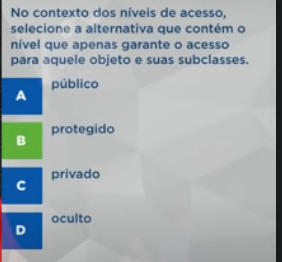 No contexto dos níveis de acesso,
selecione a alternativa que contém o
nível que apenas garante o acesso
para aquele objeto e suas subclasses.
A público
B protegido
C privado
D oculto